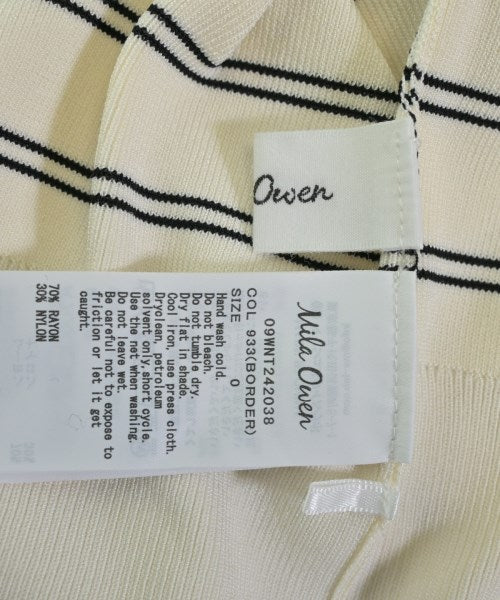 Owen
Mila Owen
09WNT242038
COL 933(BORDER)
SIZE 0
Hand wash cold.
Do not bleach.
Do not tumble dry.
Dry flat in shade.
Cool iron, use press cloth.
Dryclean, petroleum
solvent only,short cycle.
Use the net when washing.
Do not leave wet.
Be careful not to expose to
friction or let it get
caught.
70% RAYON
30% NYLON